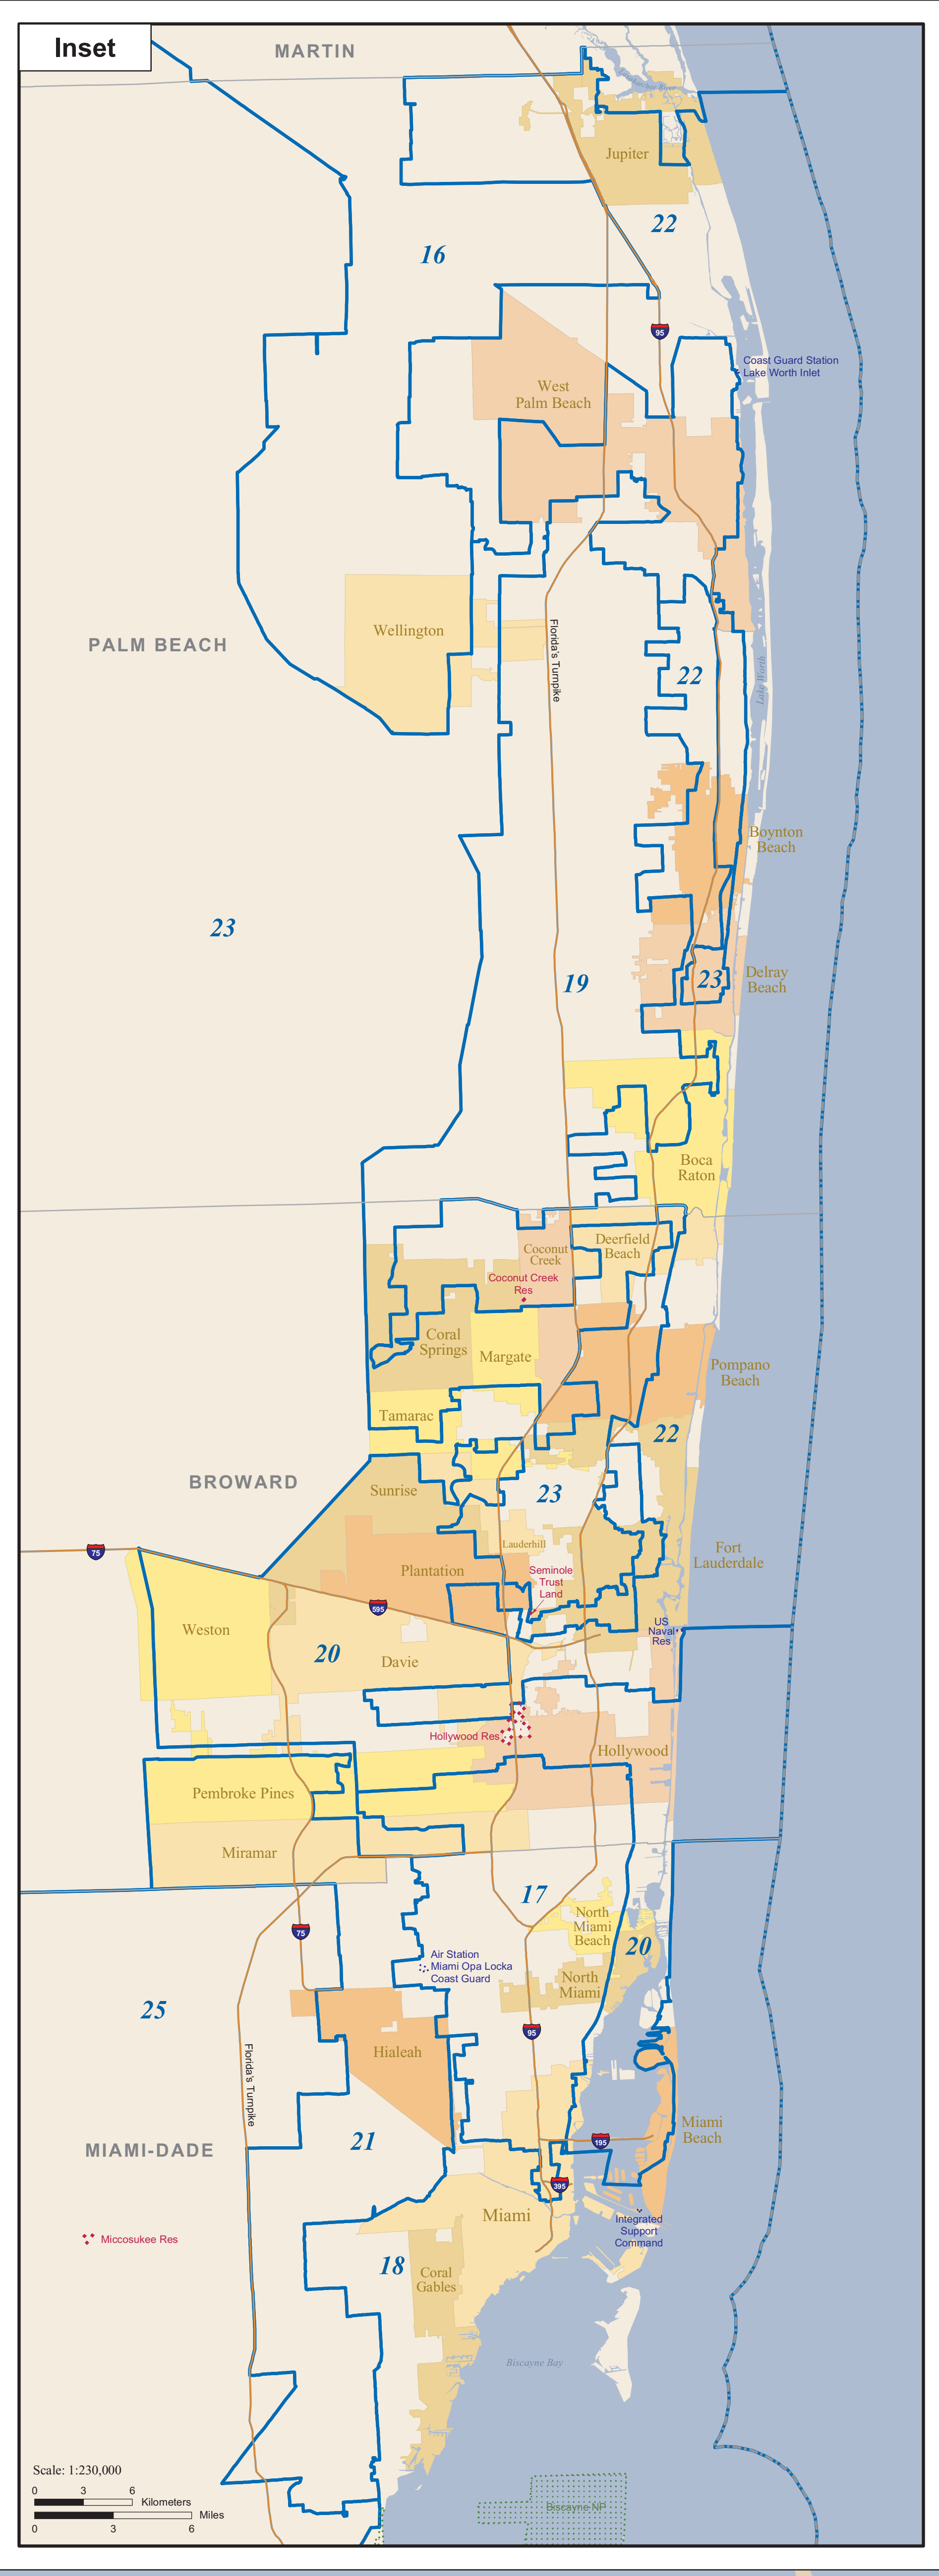 Inset
MARTIN
Jupiter
22
16
95
Coast Guard Station
Lake Worth Inlet
West
Palm Beach
Wellington
Florida's Turnpike
PALM BEACH
22
Lake Worth
Boynton
Beach
23
19
23
Delray
Beach
Boca
Raton
Coconut
Creek
Deerfield
Beach
Coconut Creek
Res
Coral
Springs
Margate
Pompano
Beach
Tamarac
22
BROWARD
Sunrise
23
Lauderhill
Fort
Lauderdale
75
Plantation
Seminole
Trust
Land
595
Weston
US
Naval
Res
20
Davie
Hollywood Res
Hollywood
Pembroke Pines
Miramar
17
North
Miami
Beach
75
20
Air Station
Miami Opa Locka
Coast Guard
North
Miami
25
95
Hialeah
Florida's Turnpike
Miami
Beach
21
195
MIAMI-DADE
395
Miami
Integrated
Support
Command
Miccosukee Res
18
Coral
Gables
Biscayne Bay
Scale: 1:230,000
0 3 6
Kilometers
Miles
0 3 6
Biscayne NP